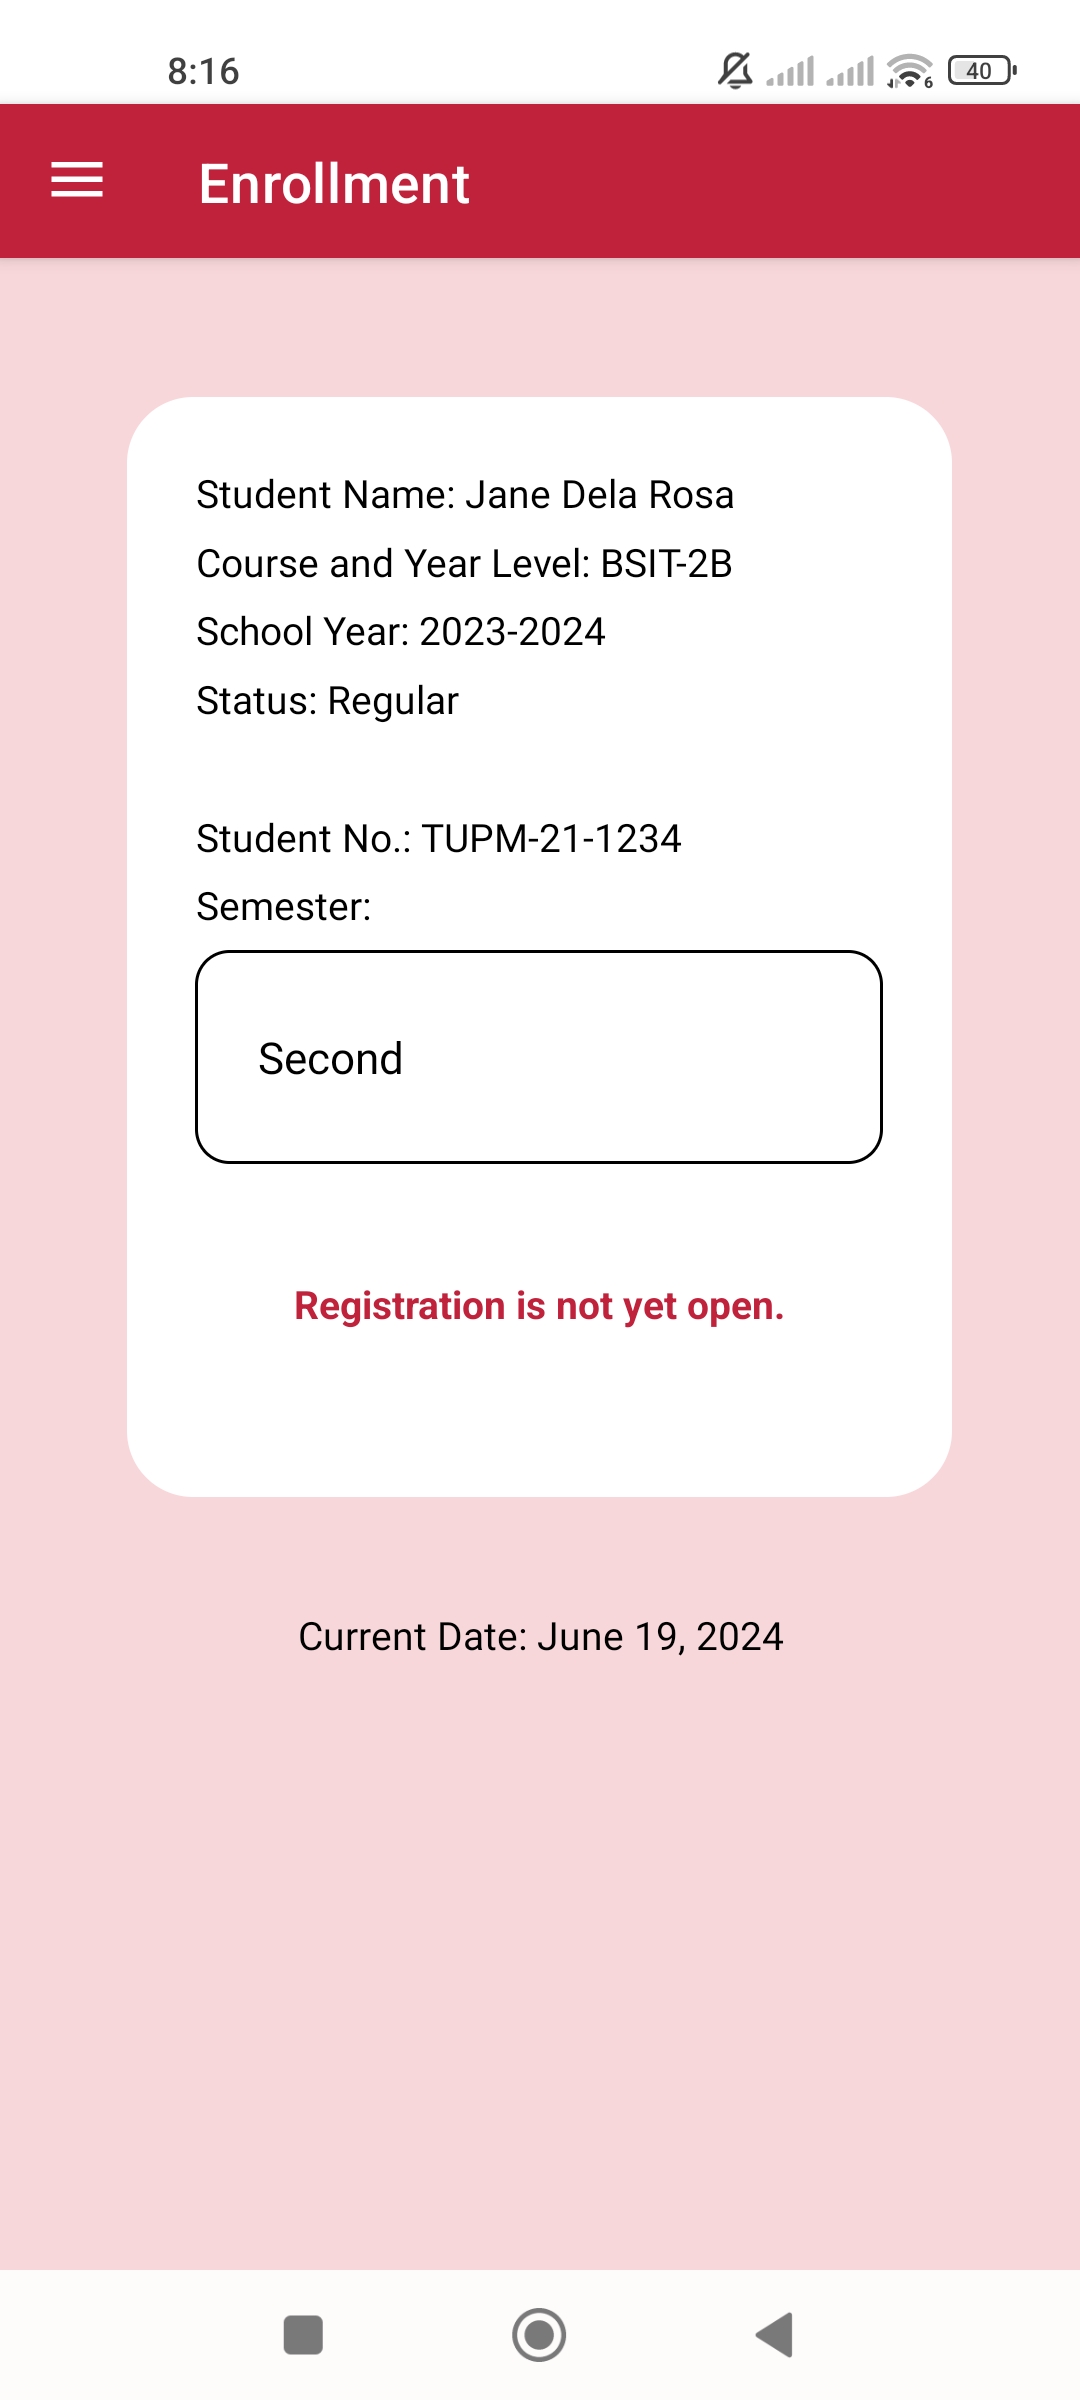 8:16
6
40
Enrollment
Student Name: Jane Dela Rosa
Course and Year Level: BSIT-2B
School Year: 2023-2024
Status: Regular
Student No.: TUPM-21-1234
Semester:
Second
Registration is not yet open.
Current Date: June 19, 2024